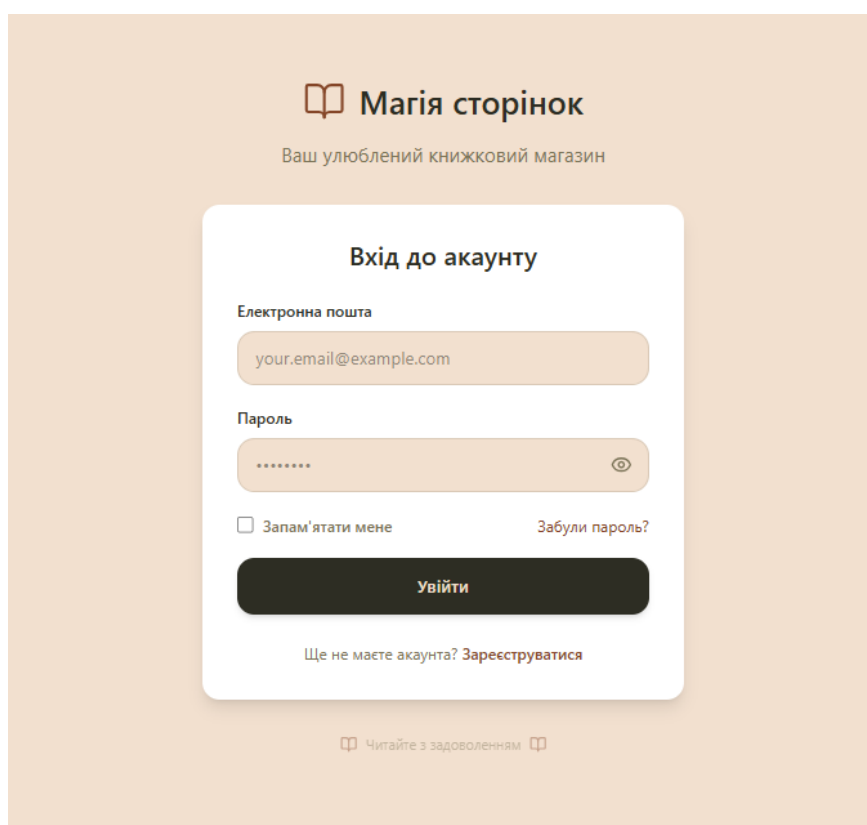 Магія сторінок
Ваш улюблений книжковий магазин
Вхід до акаунту
Електронна пошта
your.email@example.com
Пароль
••••••••
Запам'ятати мене Забули пароль?
Увійти
Ще не маєте акаунта? Зареєструватися
Читайте з задоволенням